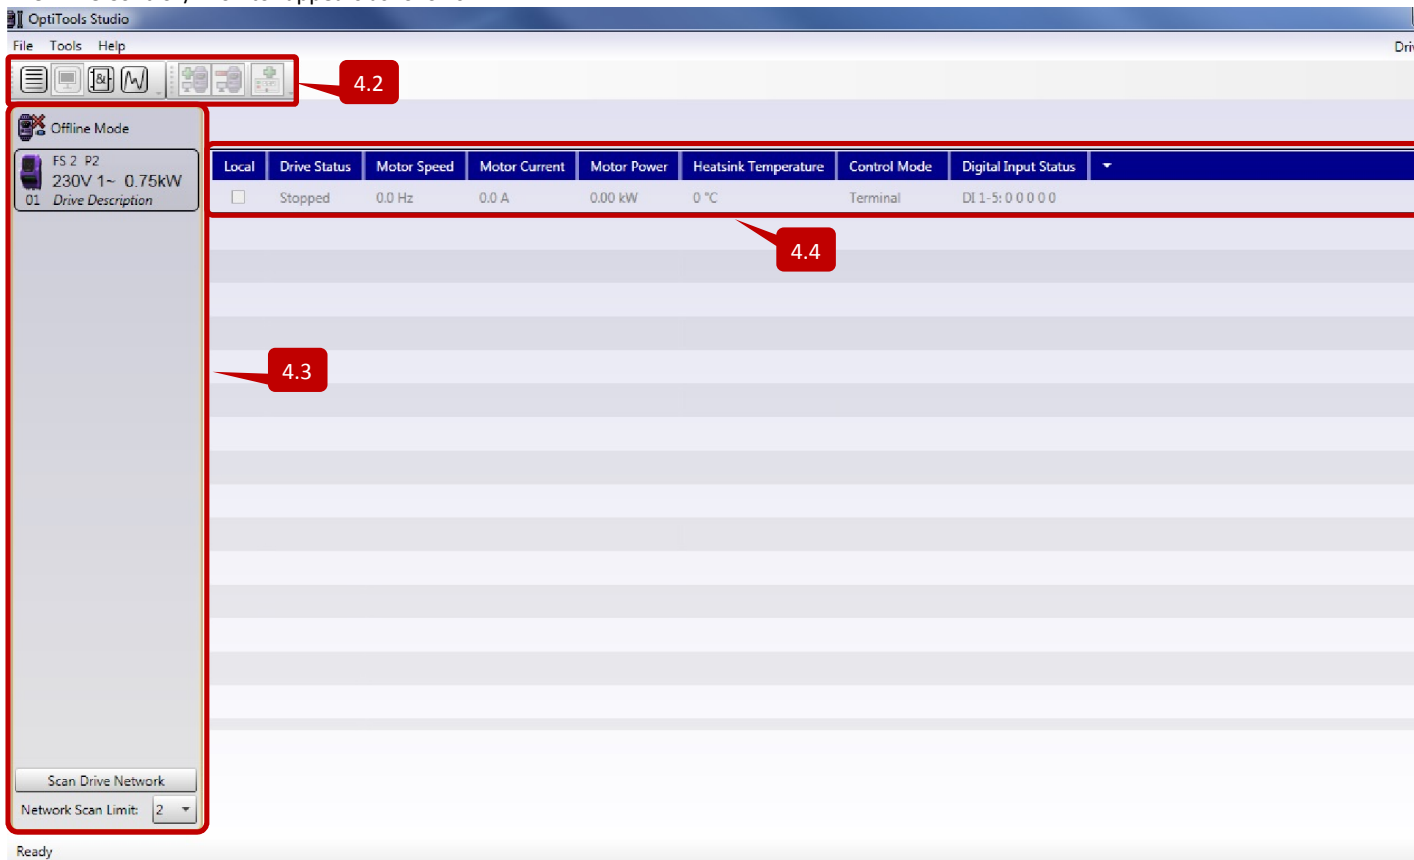 OptiTools Studio
File Tools Help
4.2
Offline Mode
FS 2 P2
230V 1~ 0.75kW
01 Drive Description
Local Drive Status Motor Speed Motor Current Motor Power Heatsink Temperature Control Mode Digital Input Status
Stopped 0.0 Hz 0.0 A 0.00 kW 0 °C Terminal DI 1-5: 0 0 0 0 0
4.4
4.3
Scan Drive Network
Network Scan Limit: 2
Ready